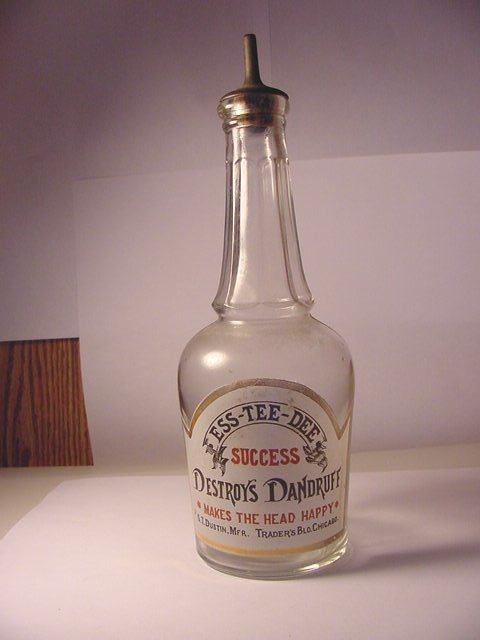 ESS-TEE-DEE
SUCCESS
DESTROYS DANDRUFF
* MAKES THE HEAD HAPPY *
S.T. DUSTIN, MFR. TRADER'S BLD. CHICAGO.